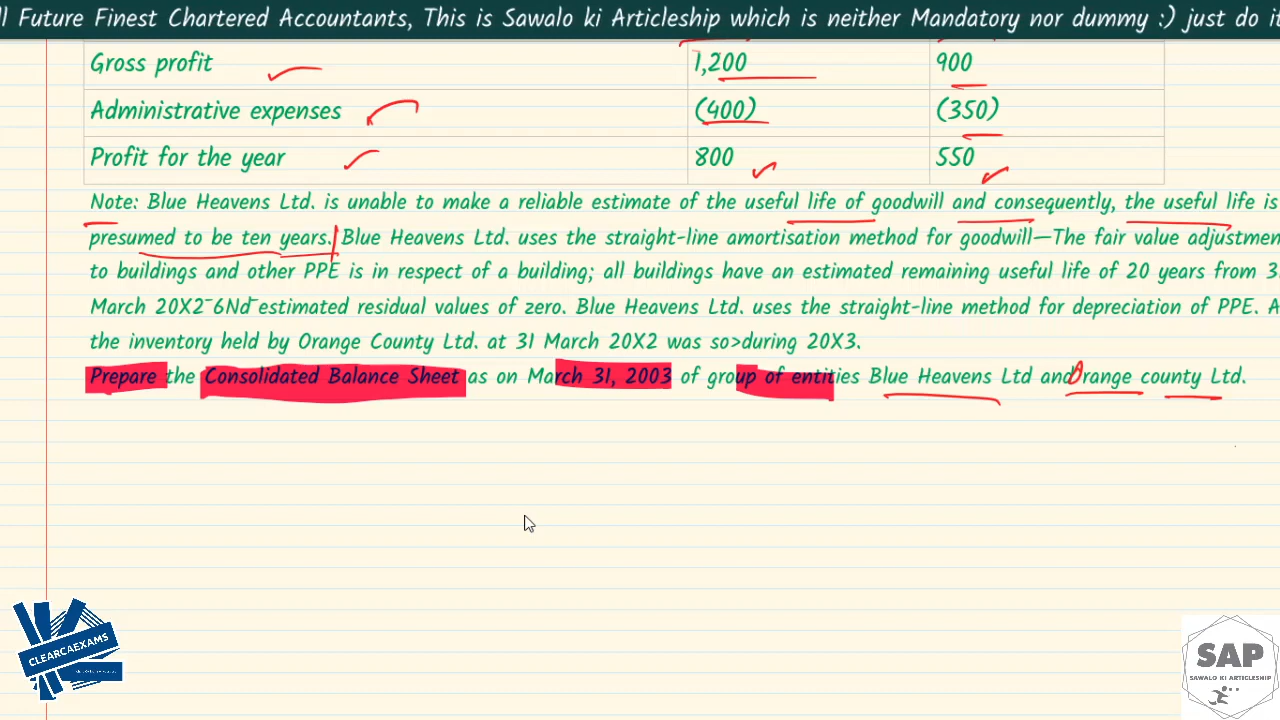 ll Future Finest Chartered Accountants, This is Sawalo ki Articleship which is neither Mandatory nor dummy :) just do it
Gross profit 1,200 900
Administrative expenses (400) (350)
Profit for the year 800 550
Note: Blue Heavens Ltd. is unable to make a reliable estimate of the useful life of goodwill and consequently, the useful life is
presumed to be ten years. Blue Heavens Ltd. uses the straight-line amortisation method for goodwill—The fair value adjustmen
to buildings and other PPE is in respect of a building; all buildings have an estimated remaining useful life of 20 years from 3
March 20X2 6Nd estimated residual values of zero. Blue Heavens Ltd. uses the straight-line method for depreciation of PPE. A
the inventory held by Orange County Ltd. at 31 March 20X2 was so>during 20X3.
Prepare the Consolidated Balance Sheet as on March 31, 2003 of group of entities Blue Heavens Ltd and Orange county Ltd.
CLEARCAEXAMS
SAP
SAWALO KI ARTICLESHIP